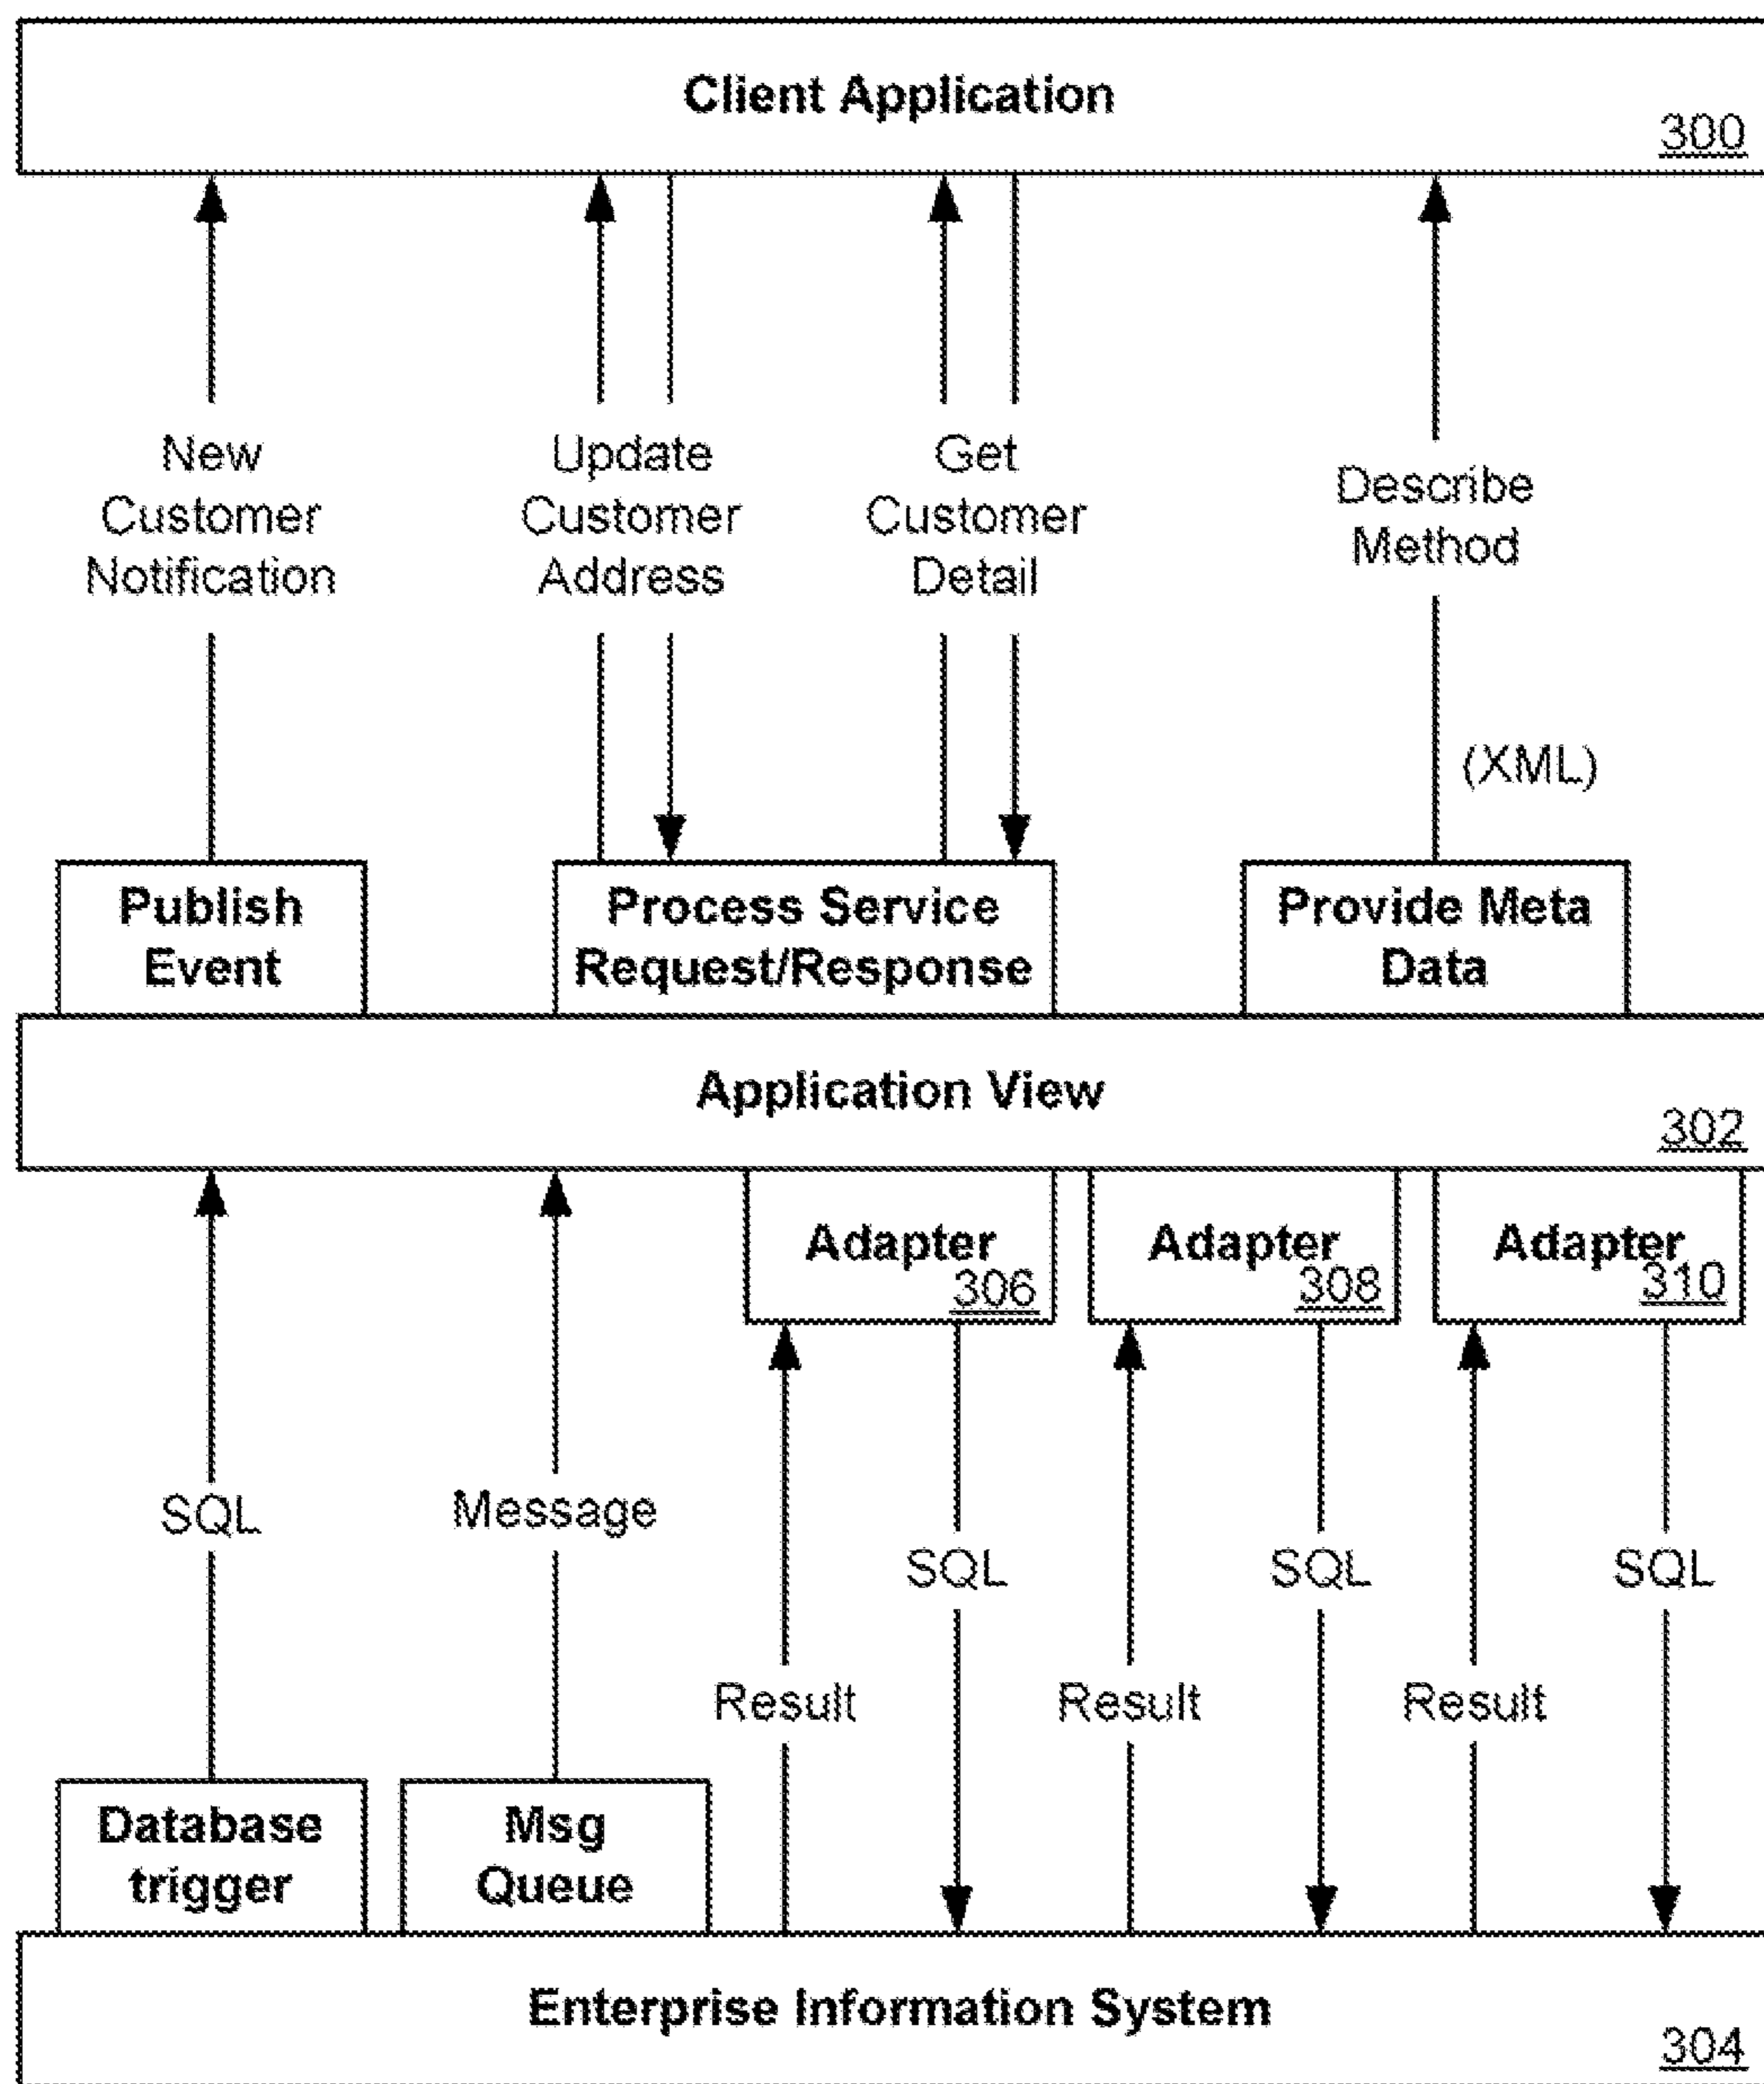 Client Application
300
New
Customer
Notification
Update
Customer
Address
Get
Customer
Detail
Describe
Method
(XML)
Publish
Event
Process Service
Request/Response
Provide Meta
Data
Application View
302
Adapter
306
Adapter
308
Adapter
310
SQL
Message
Result
SQL
Result
SQL
Result
SQL
Database
trigger
Msg
Queue
Enterprise Information System
304